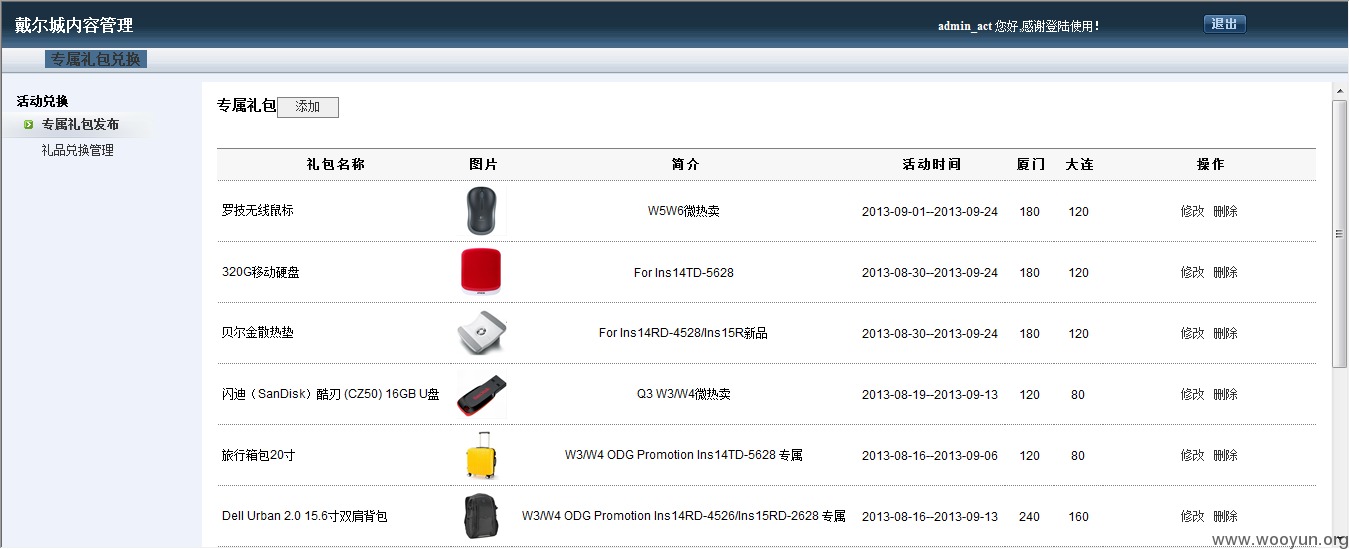 戴尔城内容管理
admin_act 您好,感谢登陆使用！
退出
专属礼包兑换
活动兑换
专属礼包发布
礼品兑换管理
专属礼包 添加
礼包名称 图片 简介 活动时间 厦门 大连 操作
罗技无线鼠标 W5W6微热卖 2013-09-01--2013-09-24 180 120 修改 删除
320G移动硬盘 For Ins14TD-5628 2013-08-30--2013-09-24 180 120 修改 删除
贝尔金散热垫 For Ins14RD-4528/Ins15R新品 2013-08-30--2013-09-24 180 120 修改 删除
闪迪（SanDisk）酷刃 (CZ50) 16GB U盘 Q3 W3/W4微热卖 2013-08-19--2013-09-13 120 80 修改 删除
旅行箱包20寸 W3/W4 ODG Promotion Ins14TD-5628 专属 2013-08-16--2013-09-06 120 80 修改 删除
Dell Urban 2.0 15.6寸双肩背包 W3/W4 ODG Promotion Ins14RD-4526/Ins15RD-2628 专属 2013-08-16--2013-09-13 240 160 修改 删除
www.wooyun.org